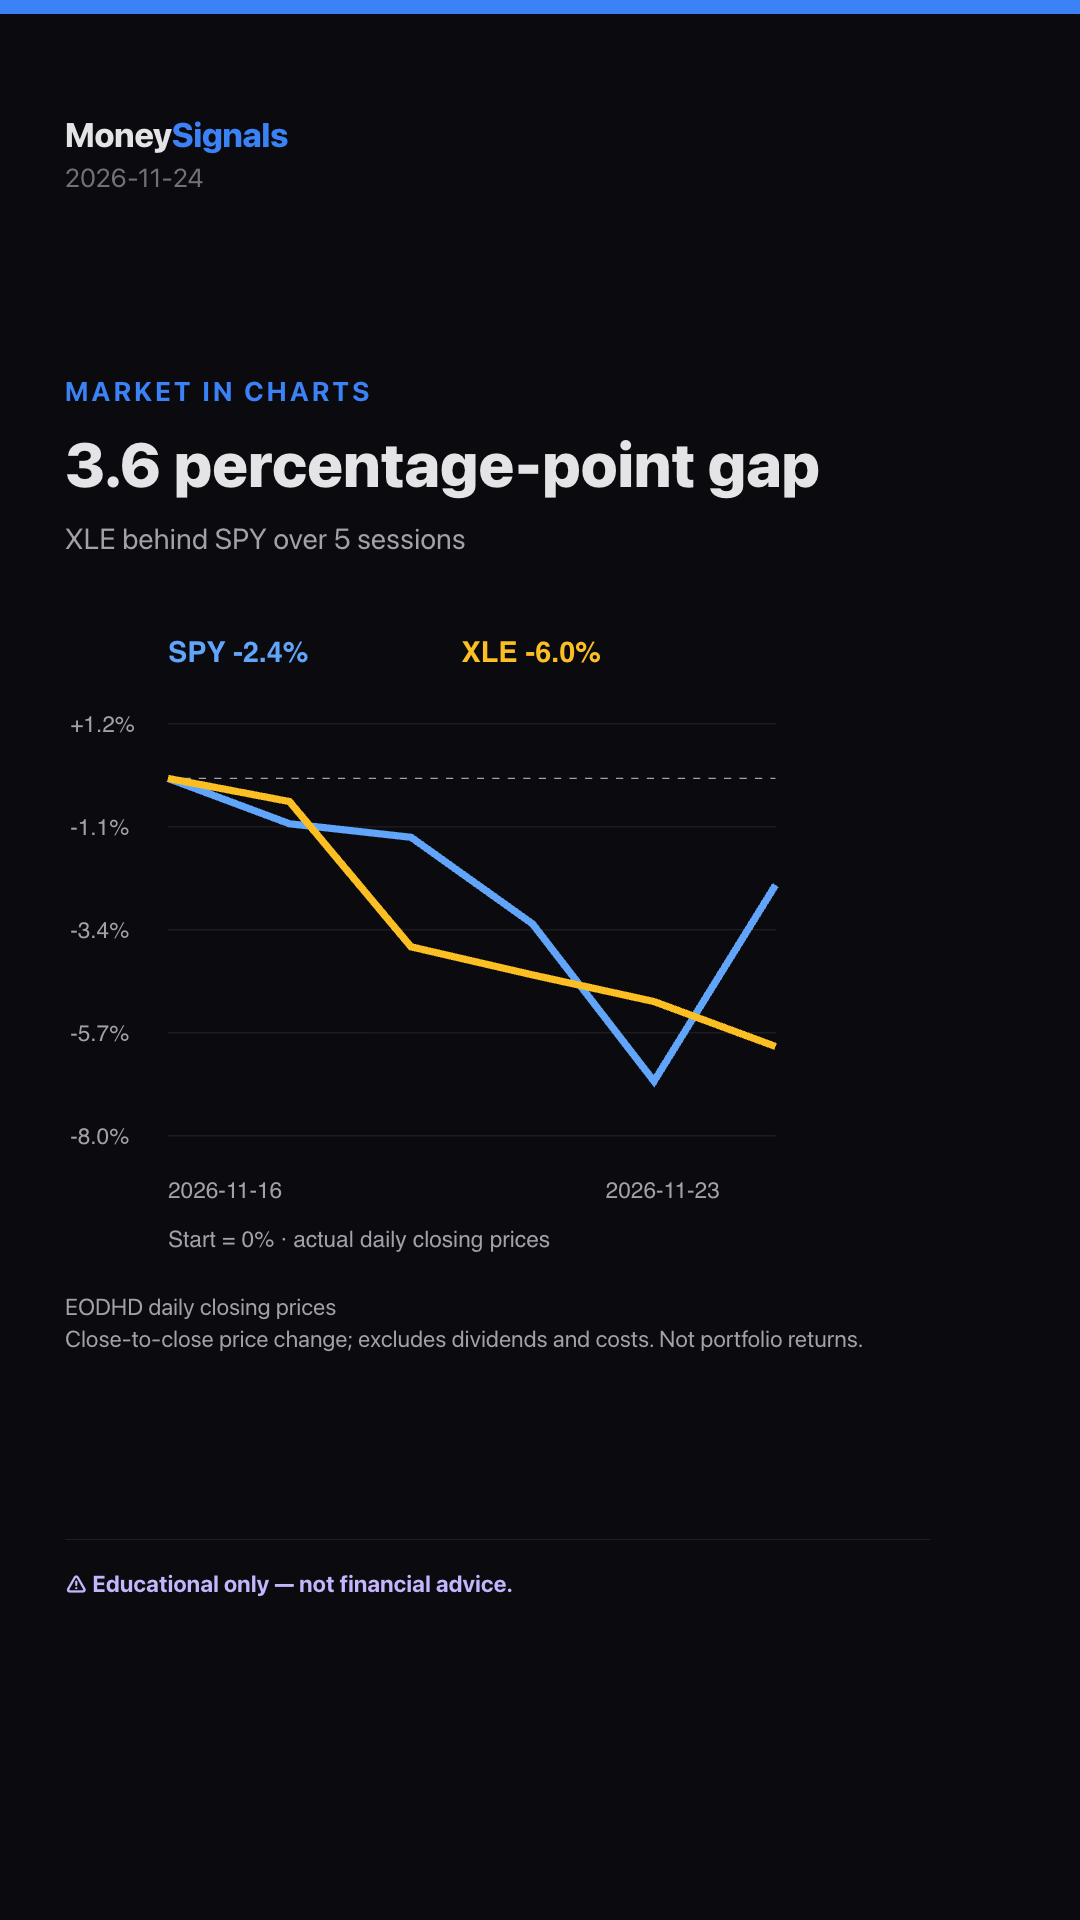 MoneySignals
2026-11-24
MARKET IN CHARTS
3.6 percentage-point gap
XLE behind SPY over 5 sessions
SPY -2.4% XLE -6.0%
+1.2%
-1.1%
-3.4%
-5.7%
-8.0%
2026-11-16 2026-11-23
Start = 0% · actual daily closing prices
EODHD daily closing prices
Close-to-close price change; excludes dividends and costs. Not portfolio returns.
⚠ Educational only — not financial advice.